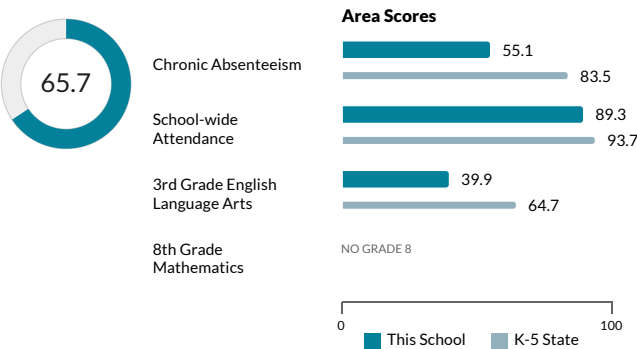 Area Scores
65.7
Chronic Absenteeism
55.1
83.5
School-wide
Attendance
89.3
93.7
3rd Grade English
Language Arts
39.9
64.7
8th Grade
Mathematics
NO GRADE 8
0
100
This School
K-5 State